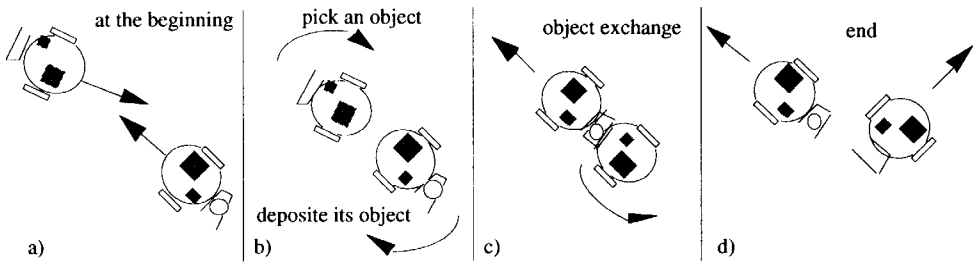 at the beginning
a)
pick an object
deposite its object
b)
object exchange
c)
end
d)